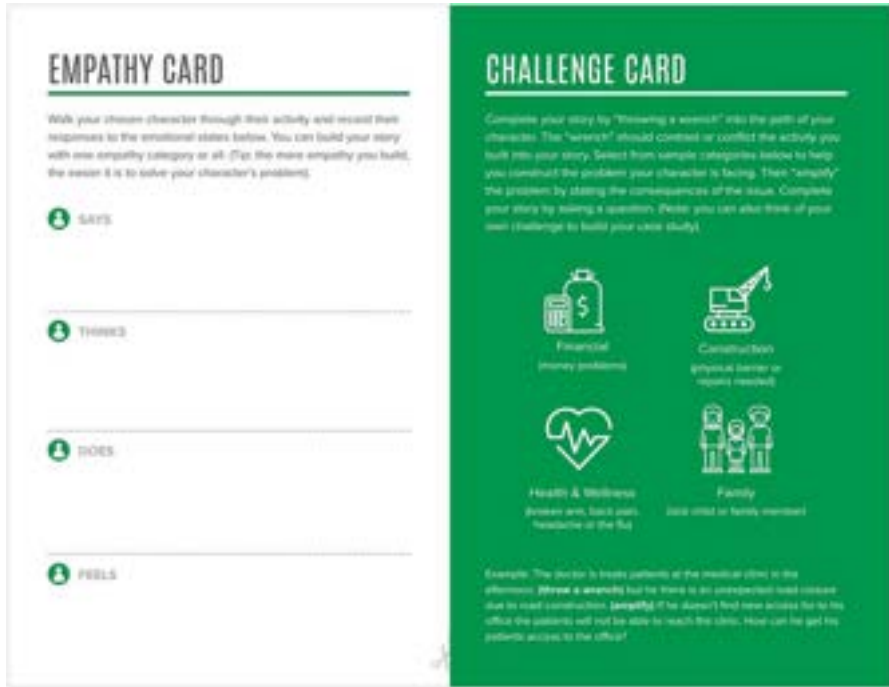 EMPATHY CARD
Walk your chosen character through their activity and record their
responses to the emotional states below. You can build your story
with one empathy category or all. (Tip: the more empathy you build,
the easier it is to solve your character's problem).
SAYS
THINKS
DOES
FEELS
CHALLENGE CARD
Complete your story by "throwing a wrench" into the path of your
character. The "wrench" should contrast or conflict the activity you
built into your story. Select from sample categories below to help
you construct the problem your character is facing. Then "amplify"
the problem by stating the consequences of the issue. Complete
your story by asking a question. (Note: you can also think of your
own challenge to build your case study).
Financial
(money problems)
Construction
(physical barrier or
repairs needed)
Health & Wellness
(broken arm, back pain,
headache or the flu)
Family
(sick child or family member)
Example: The doctor is treats patients at the medical clinic in the
afternoon, (throw a wrench) but he there is an unexpected road closure
due to road construction. (amplify) If he doesn't find new access for to his
office the patients will not be able to reach the clinic. How can he get his
patients access to the office?